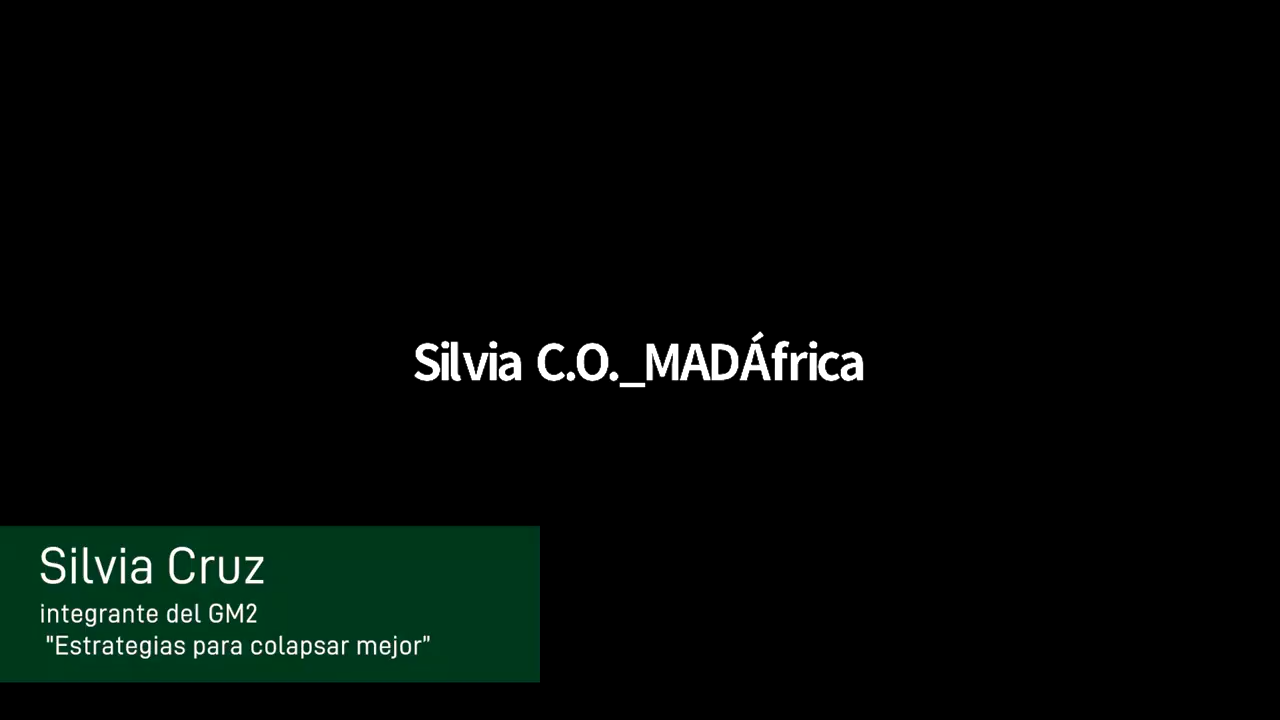 Silvia C.O._MADÁfrica
Silvia Cruz
integrante del GM2
"Estrategias para colapsar mejor"